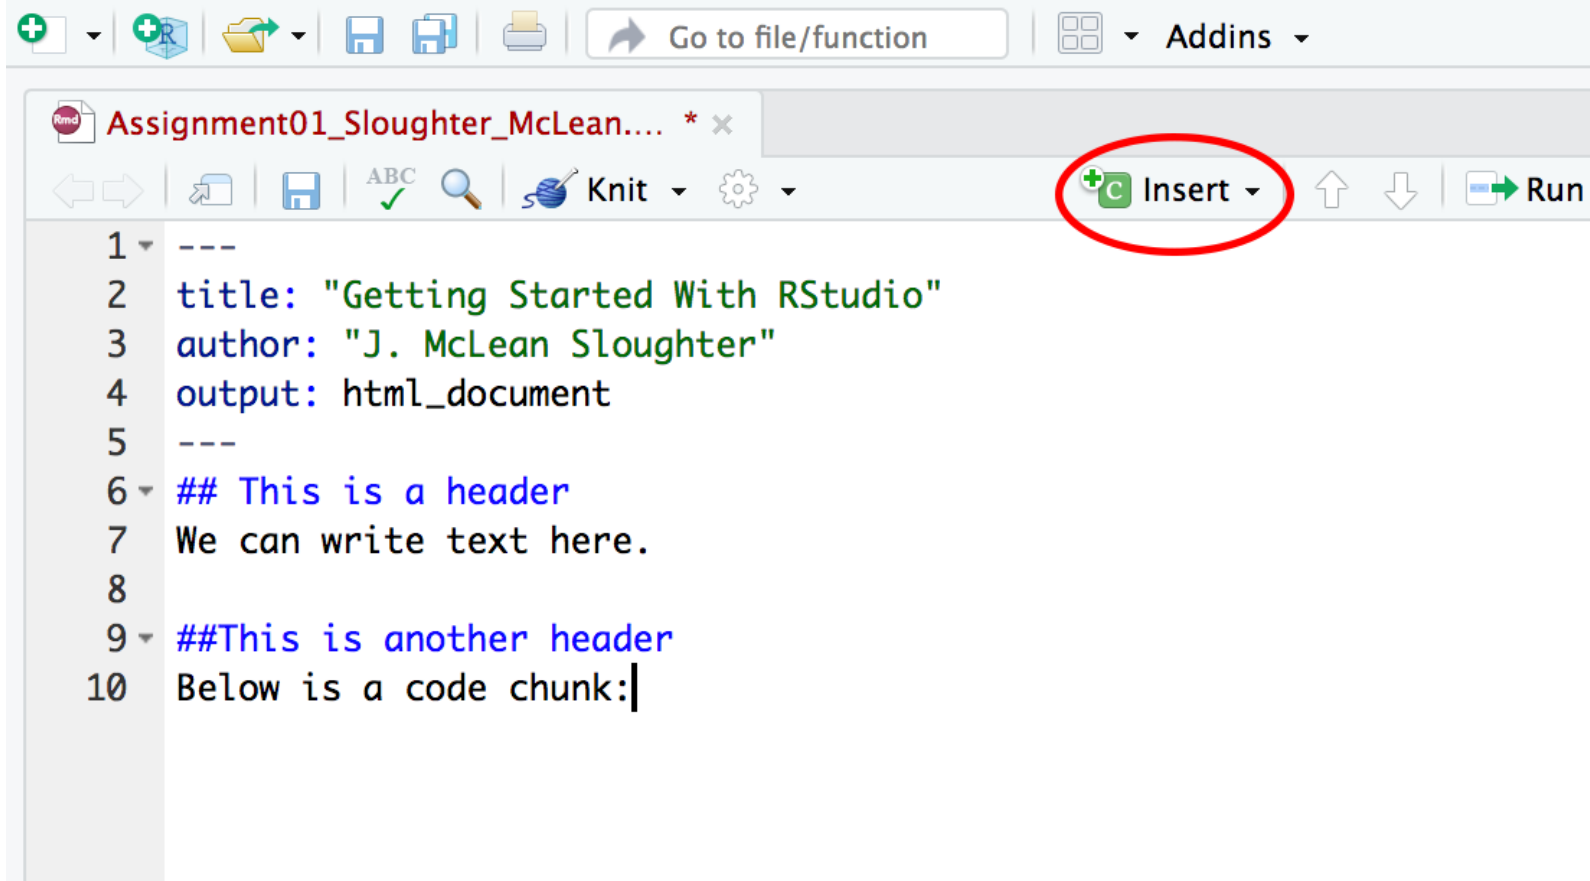 Go to file/function Addins
Rmd Assignment01_Sloughter_McLean.... *
ABC Knit C Insert Run
1 ---
2 title: "Getting Started With RStudio"
3 author: "J. McLean Sloughter"
4 output: html_document
5 ---
6 ## This is a header
7 We can write text here.
8
9 ##This is another header
10 Below is a code chunk: